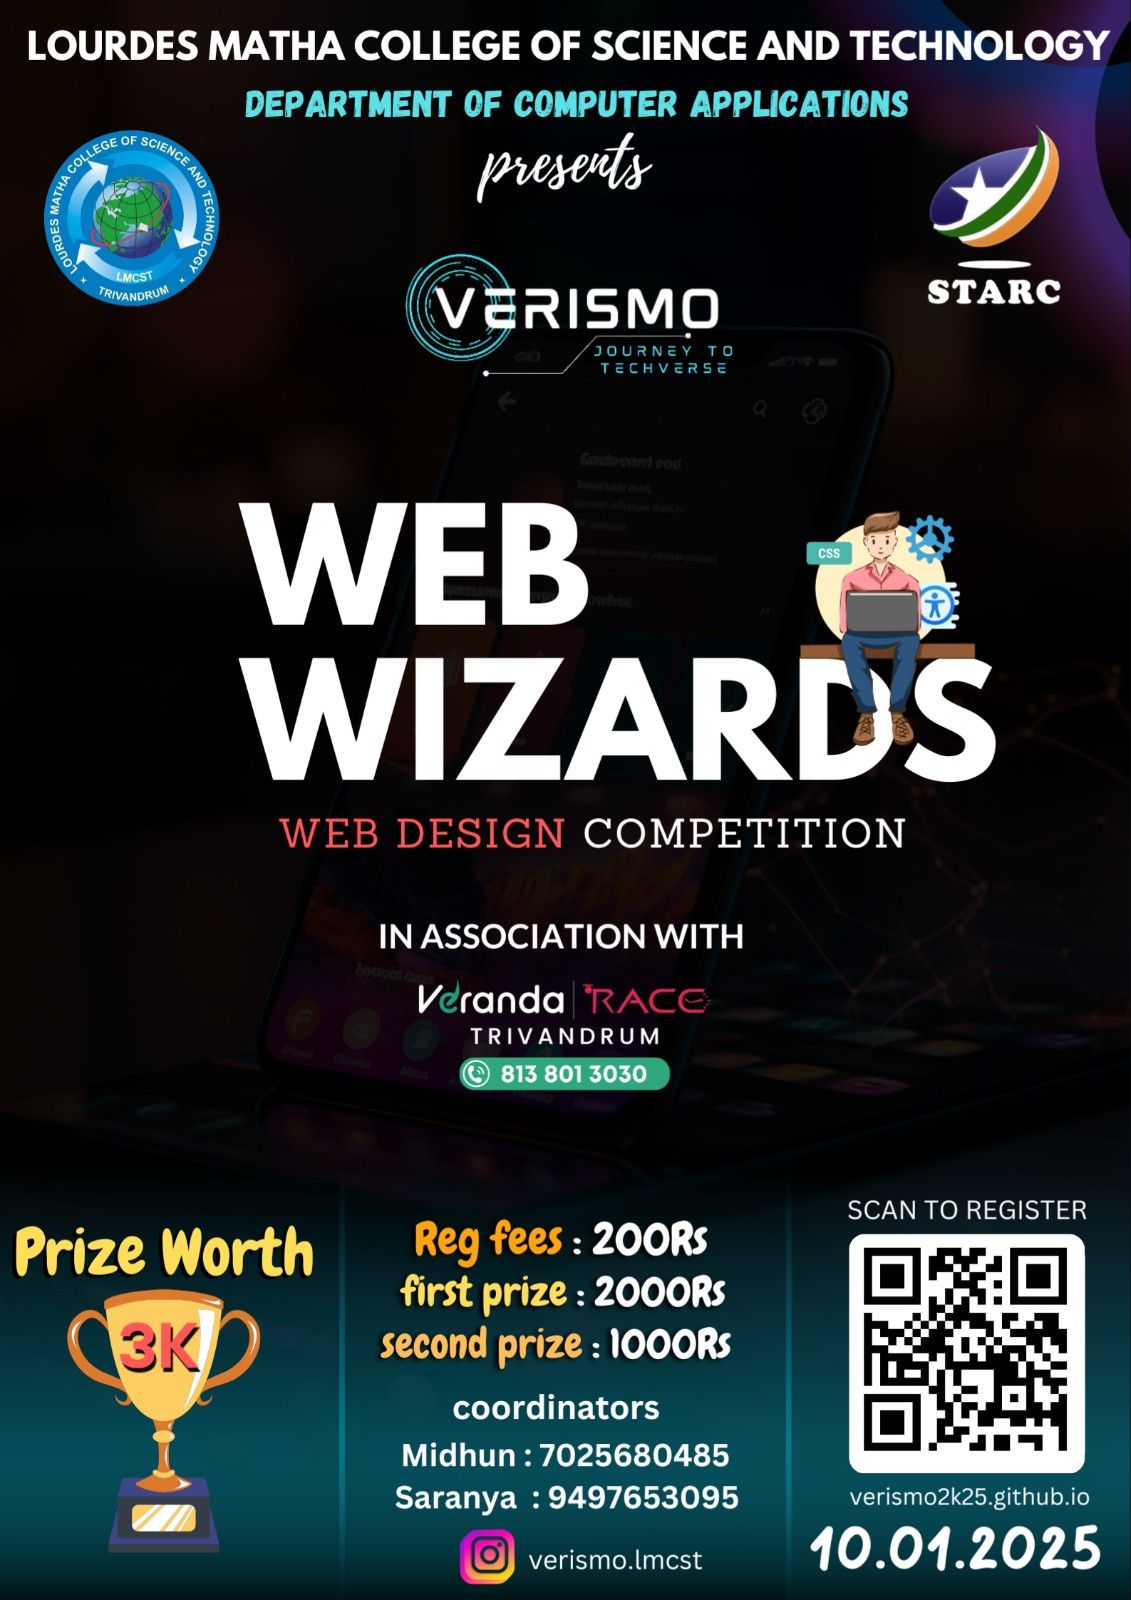 LOURDES MATHA COLLEGE OF SCIENCE AND TECHNOLOGY
DEPARTMENT OF COMPUTER APPLICATIONS
presents
LOURDES MATHA COLLEGE OF SCIENCE AND TECHNOLOGY
LMCST
TRIVANDRUM
STARC
VERISMO
JOURNEY TO
TECHVERSE
WEB
CSS
WIZARDS
WEB DESIGN COMPETITION
IN ASSOCIATION WITH
Veranda RACE
TRIVANDRUM
813 801 3030
Prize Worth
3K
Reg fees : 200Rs
first prize : 2000Rs
second prize : 1000Rs
coordinators
Midhun : 7025680485
Saranya : 9497653095
verismo.lmcst
SCAN TO REGISTER
verismo2k25.github.io
10.01.2025